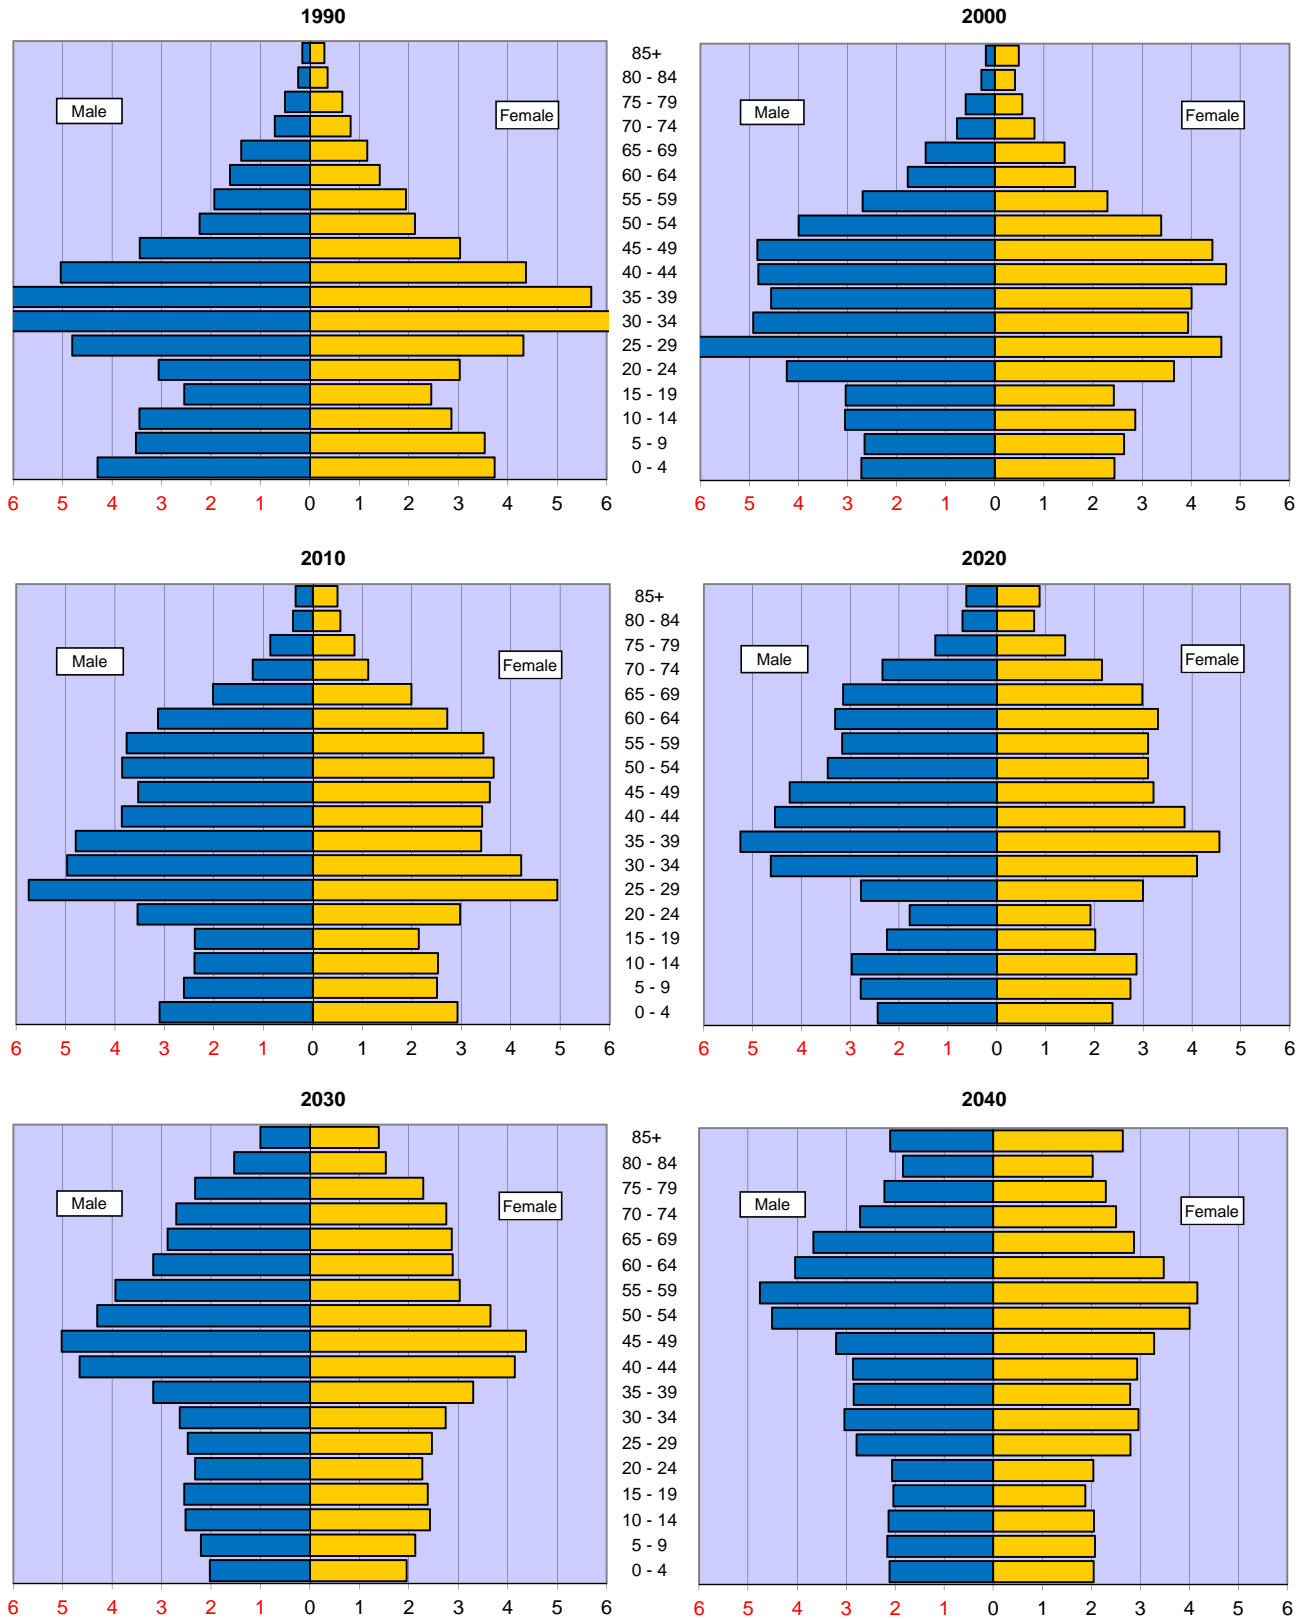 1990
2000
Male
Female
Male
Female
85+
80 - 84
75 - 79
70 - 74
65 - 69
60 - 64
55 - 59
50 - 54
45 - 49
40 - 44
35 - 39
30 - 34
25 - 29
20 - 24
15 - 19
10 - 14
5 - 9
0 - 4
6 5 4 3 2 1 0 1 2 3 4 5 6
6 5 4 3 2 1 0 1 2 3 4 5 6
2010
2020
Male
Female
Male
Female
85+
80 - 84
75 - 79
70 - 74
65 - 69
60 - 64
55 - 59
50 - 54
45 - 49
40 - 44
35 - 39
30 - 34
25 - 29
20 - 24
15 - 19
10 - 14
5 - 9
0 - 4
6 5 4 3 2 1 0 1 2 3 4 5 6
6 5 4 3 2 1 0 1 2 3 4 5 6
2030
2040
Male
Female
Male
Female
85+
80 - 84
75 - 79
70 - 74
65 - 69
60 - 64
55 - 59
50 - 54
45 - 49
40 - 44
35 - 39
30 - 34
25 - 29
20 - 24
15 - 19
10 - 14
5 - 9
0 - 4
6 5 4 3 2 1 0 1 2 3 4 5 6
6 5 4 3 2 1 0 1 2 3 4 5 6